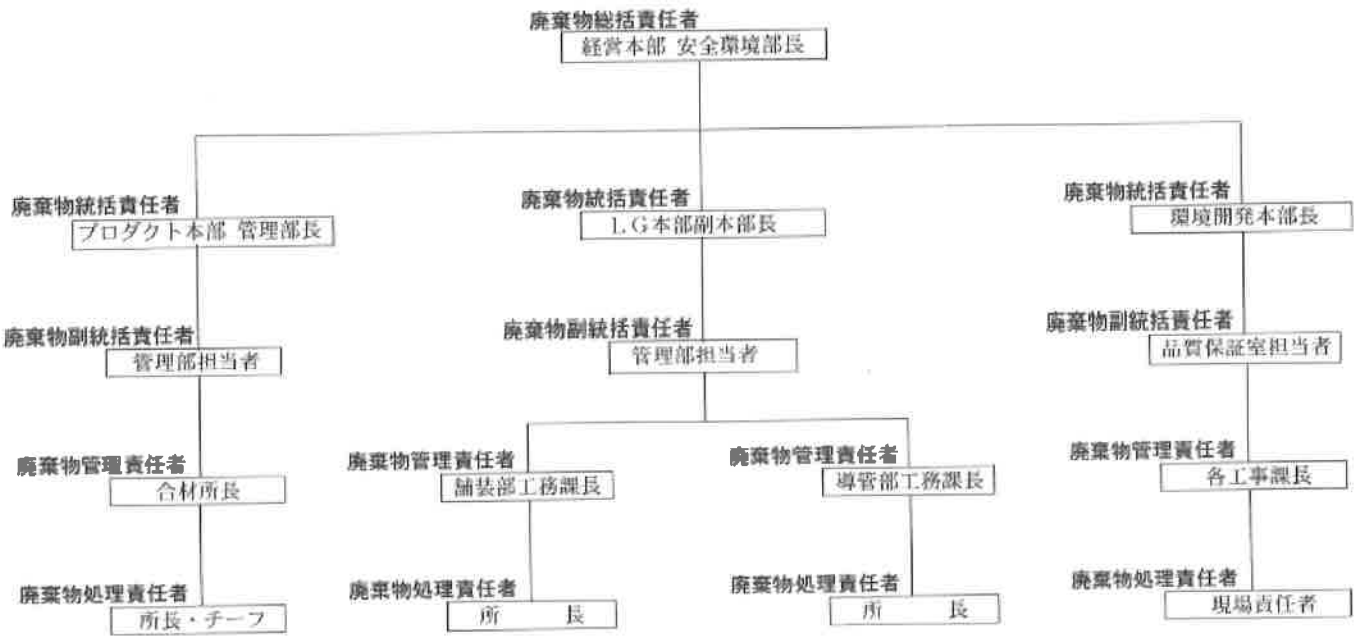 廃棄物総括責任者
経営本部 安全環境部長
廃棄物統括責任者
プロダクト本部 管理部長
廃棄物統括責任者
LG本部副本部長
廃棄物統括責任者
環境開発本部長
廃棄物副統括責任者
管理部担当者
廃棄物副統括責任者
管理部担当者
廃棄物副統括責任者
品質保証室担当者
廃棄物管理責任者
合材所長
廃棄物管理責任者
舗装部工務課長
廃棄物管理責任者
導管部工務課長
廃棄物管理責任者
各工事課長
廃棄物処理責任者
所長・チーフ
廃棄物処理責任者
所 長
廃棄物処理責任者
所 長
廃棄物処理責任者
現場責任者